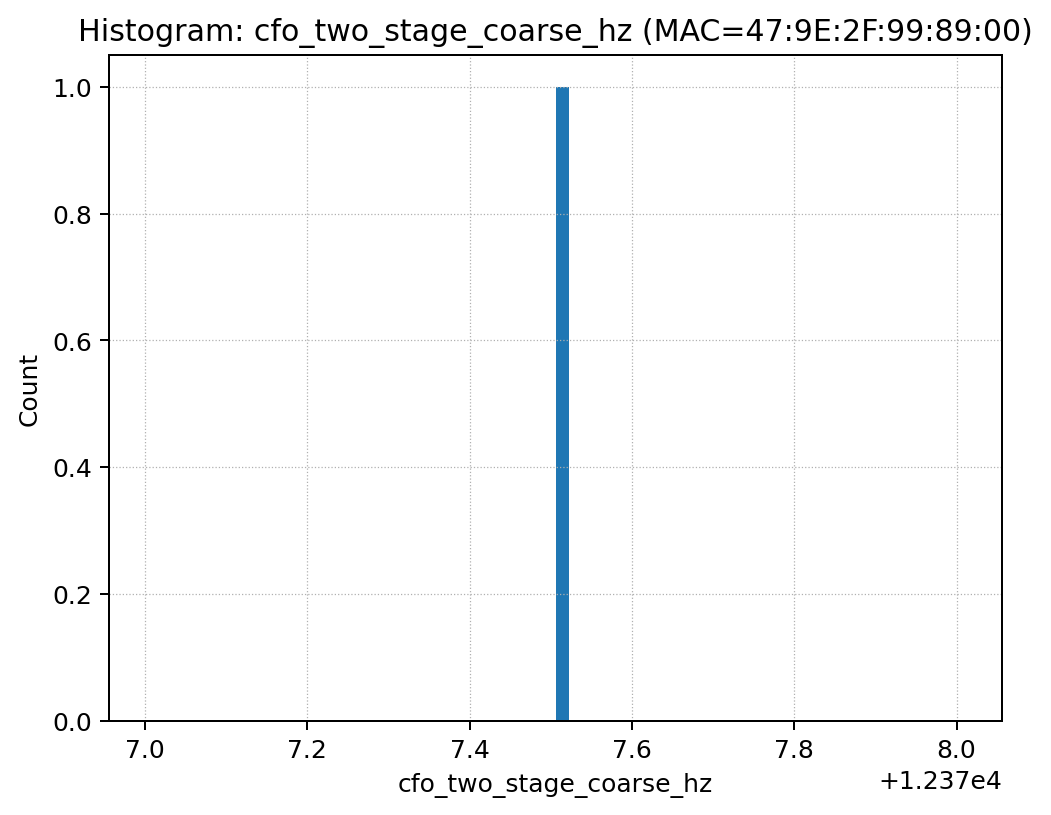 Histogram: cfo_two_stage_coarse_hz (MAC=47:9E:2F:99:89:00)
1.0
0.8
0.6
0.4
0.2
0.0
Count
7.0 7.2 7.4 7.6 7.8 8.0
cfo_two_stage_coarse_hz
+1.237e4